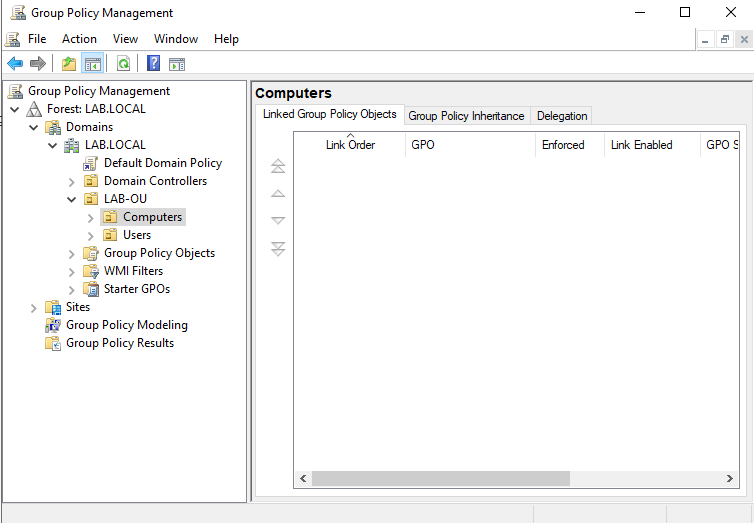 Group Policy Management
File Action View Window Help
Group Policy Management
Forest: LAB.LOCAL
Domains
LAB.LOCAL
Default Domain Policy
Domain Controllers
LAB-OU
Computers
Users
Group Policy Objects
WMI Filters
Starter GPOs
Sites
Group Policy Modeling
Group Policy Results
Computers
Linked Group Policy Objects Group Policy Inheritance Delegation
Link Order GPO Enforced Link Enabled GPO S